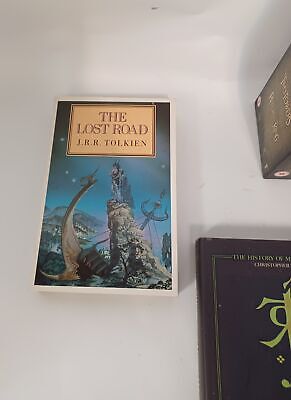 THE
LOST ROAD
J.R.R. TOLKIEN
THE HISTORY OF M
CHRISTOPHER